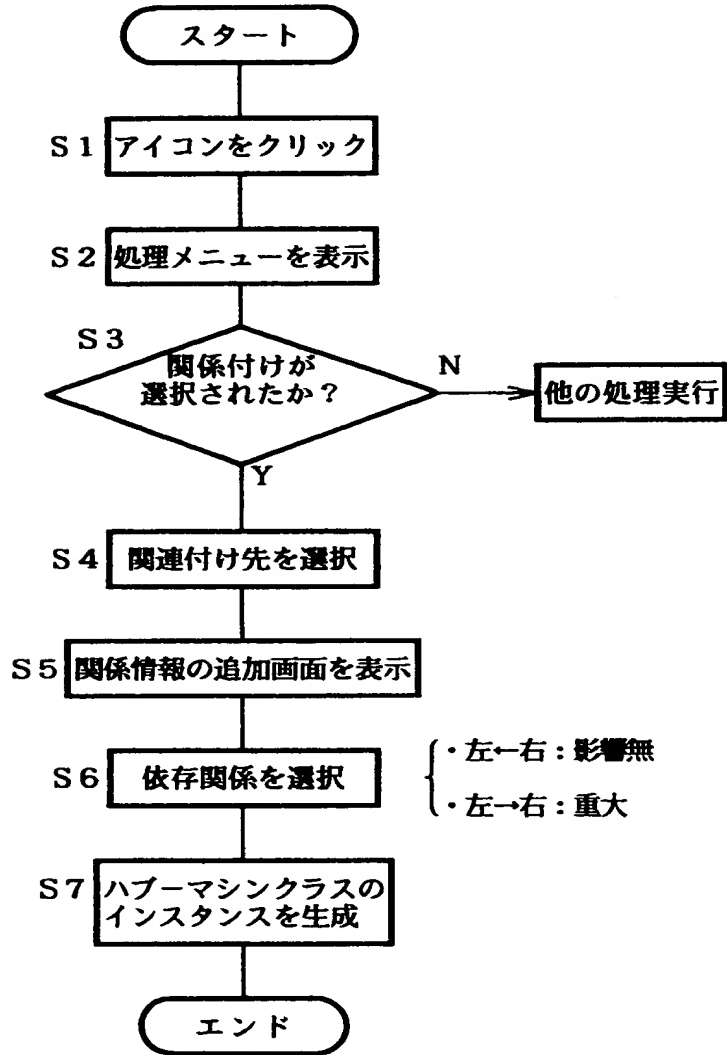 スタート
S1 アイコンをクリック
S2 処理メニューを表示
S3
関係付けが
選択されたか？
N
他の処理実行
Y
S4 関連付け先を選択
S5 関係情報の追加画面を表示
S6 依存関係を選択
・左←右：影響無
・左→右：重大
S7 ハブーマシンクラスの
インスタンスを生成
エンド